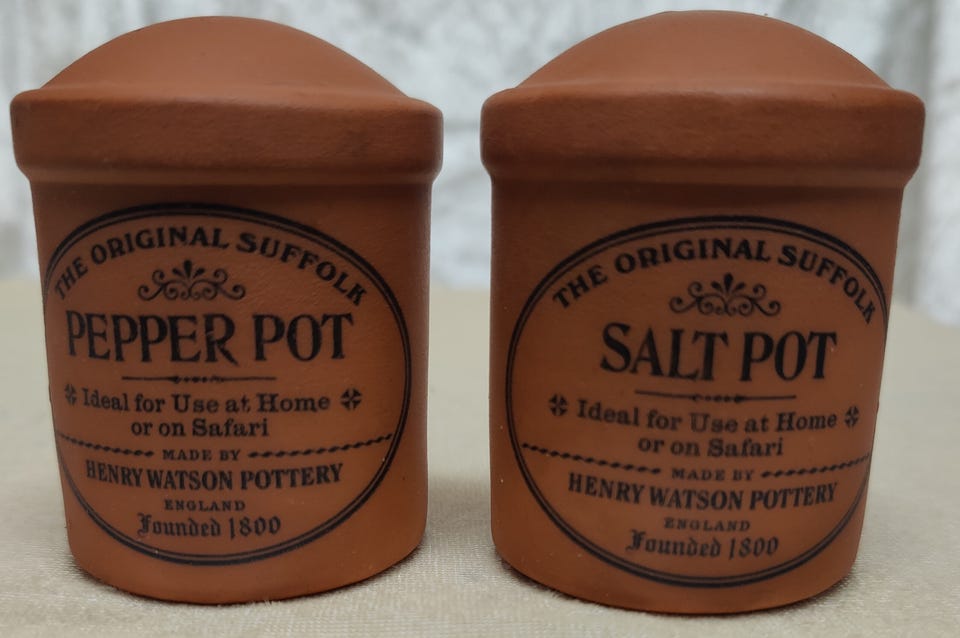 THE ORIGINAL SUFFOLK
PEPPER POT
Ideal for Use at Home
or on Safari
MADE BY
HENRY WATSON POTTERY
ENGLAND
Founded 1800
THE ORIGINAL SUFFOLK
SALT POT
Ideal for Use at Home
or on Safari
MADE BY
HENRY WATSON POTTERY
ENGLAND
Founded 1800